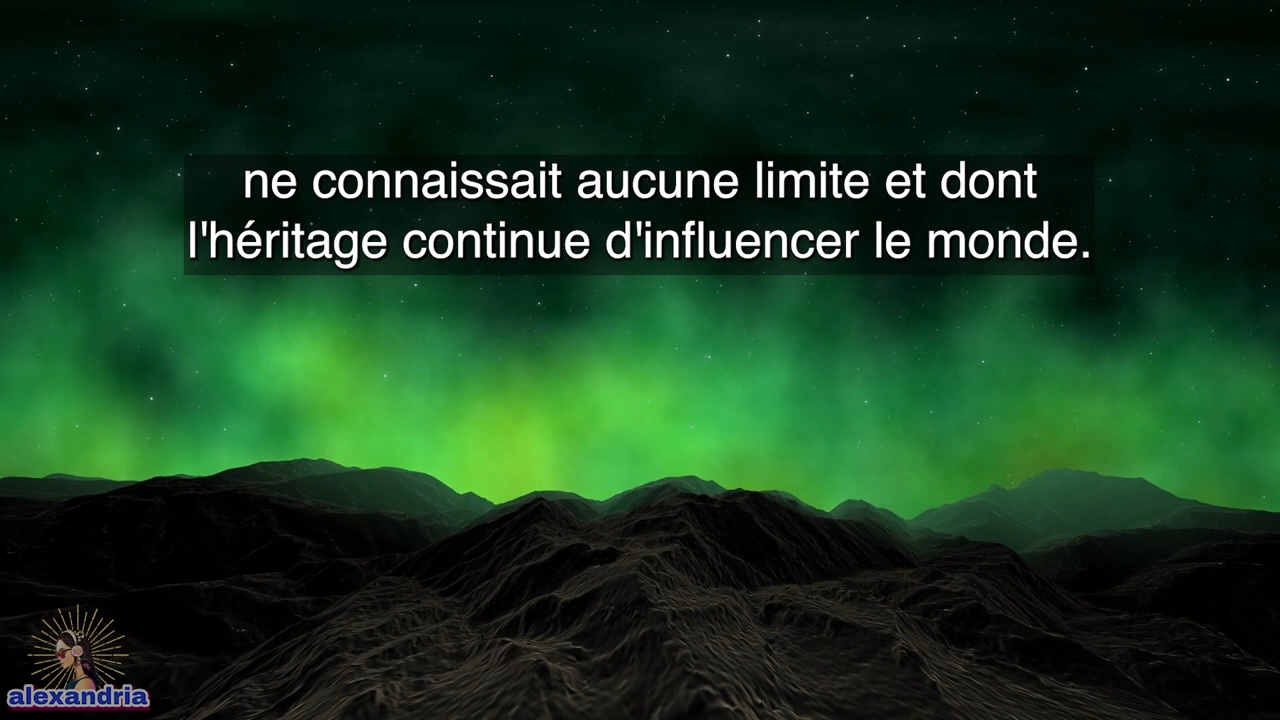 ne connaissait aucune limite et dont
l'héritage continue d'influencer le monde.
alexandria